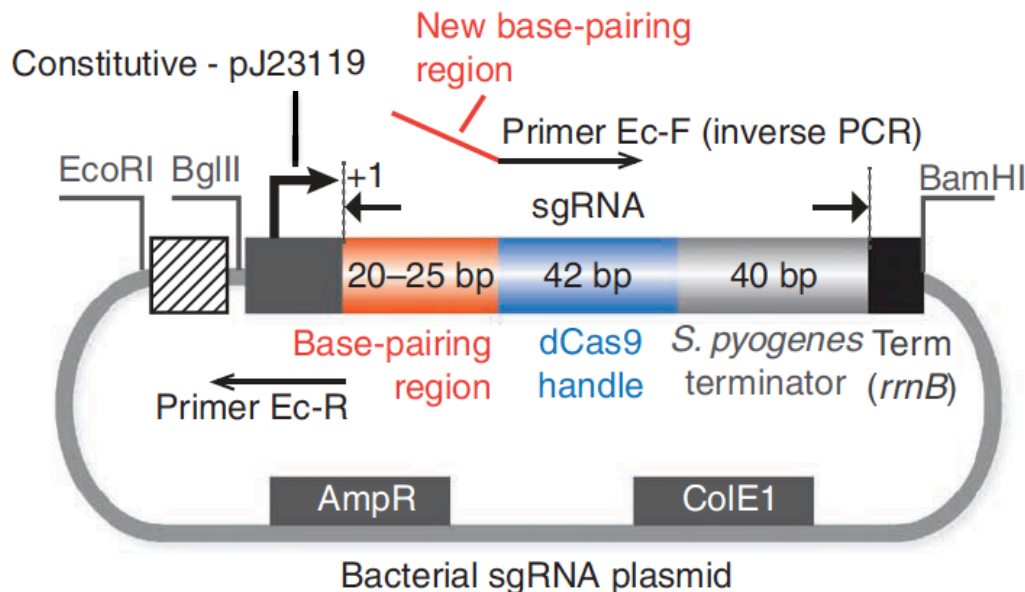 New base-pairing
region
Constitutive - pJ23119
Primer Ec-F (inverse PCR)
EcoRI
BglII
+1
sgRNA
BamHI
20–25 bp
42 bp
40 bp
Base-pairing
region
dCas9
handle
S. pyogenes
terminator
Term
(rrnB)
Primer Ec-R
AmpR
ColE1
Bacterial sgRNA plasmid